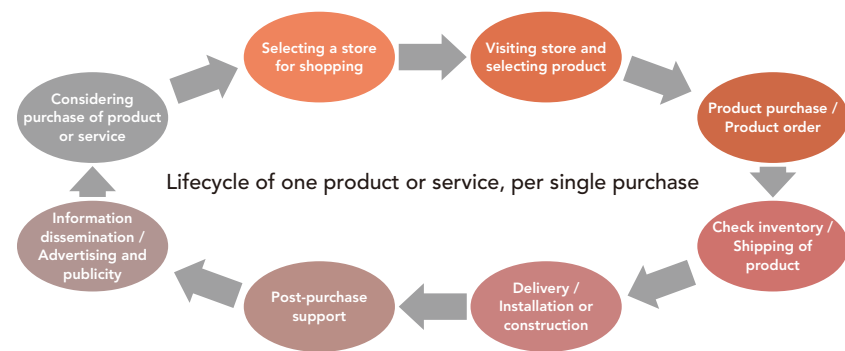 Selecting a store
for shopping
Visiting store and
selecting product
Considering
purchase of product
or service
Product purchase /
Product order
Lifecycle of one product or service, per single purchase
Information
dissemination /
Advertising and
publicity
Check inventory /
Shipping of
product
Post-purchase
support
Delivery /
Installation or
construction